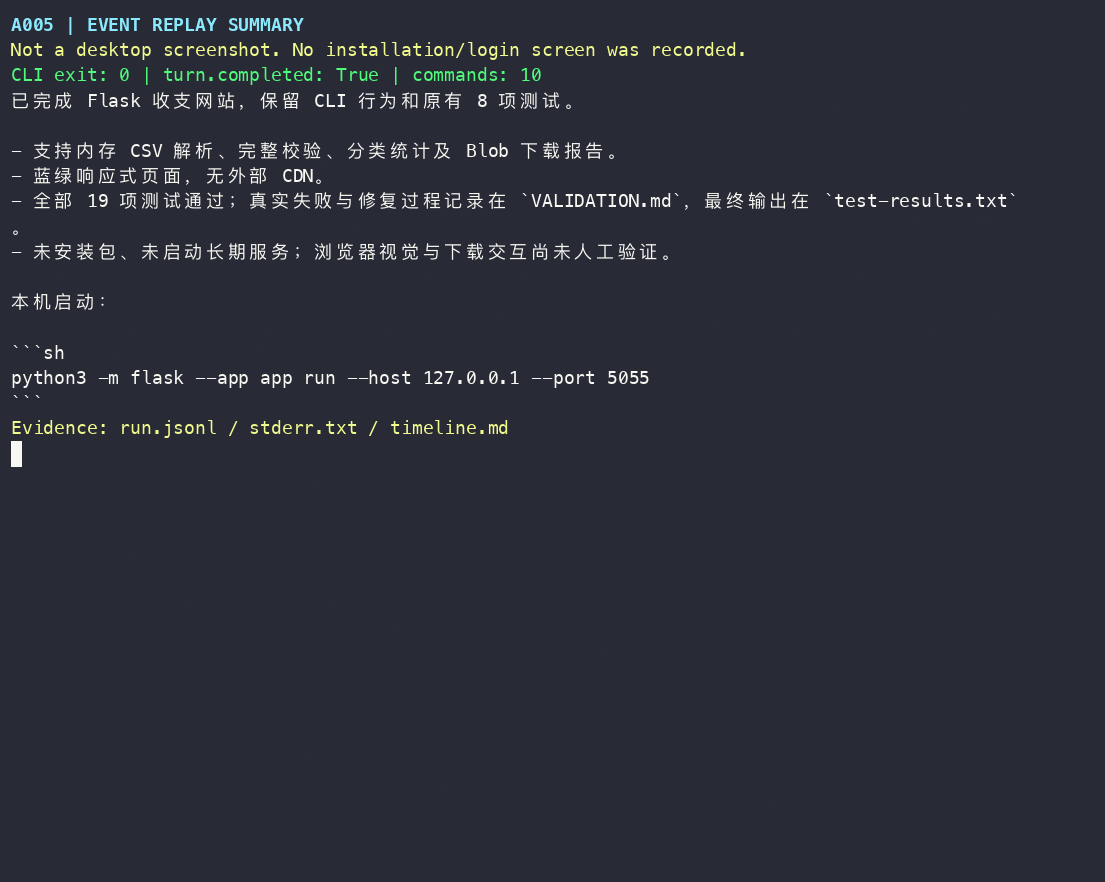 A005 | EVENT REPLAY SUMMARY
Not a desktop screenshot. No installation/login screen was recorded.
CLI exit: 0 | turn.completed: True | commands: 10
已完成 Flask 收支网站，保留 CLI 行为和原有 8 项测试。
- 支持内存 CSV 解析、完整校验、分类统计及 Blob 下载报告。
- 蓝绿响应式页面，无外部 CDN。
- 全部 19 项测试通过；真实失败与修复过程记录在 `VALIDATION.md`，最终输出在 `test-results.txt`
。
- 未安装包、未启动长期服务；浏览器视觉与下载交互尚未人工验证。
本机启动：
```sh
python3 -m flask --app app run --host 127.0.0.1 --port 5055
```
Evidence: run.jsonl / stderr.txt / timeline.md